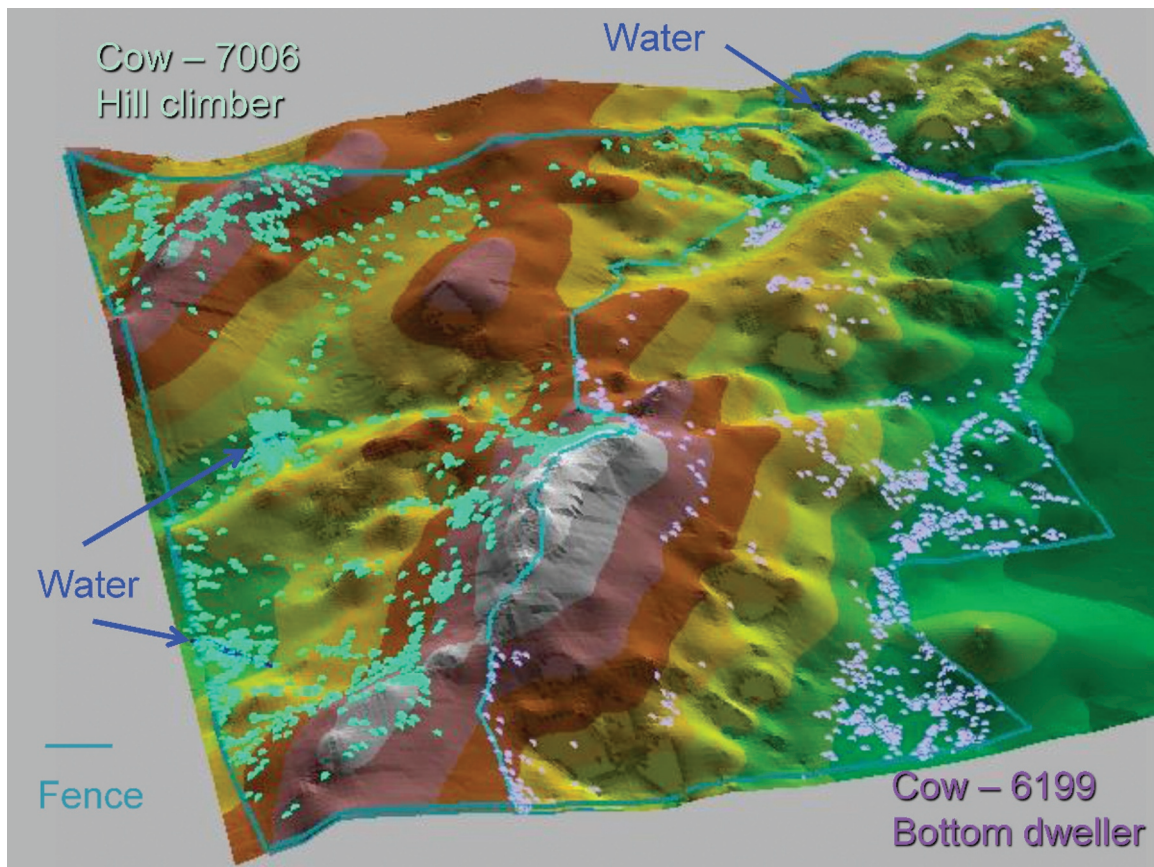 Cow – 7006
Hill climber
Water
Water
Fence
Cow – 6199
Bottom dweller